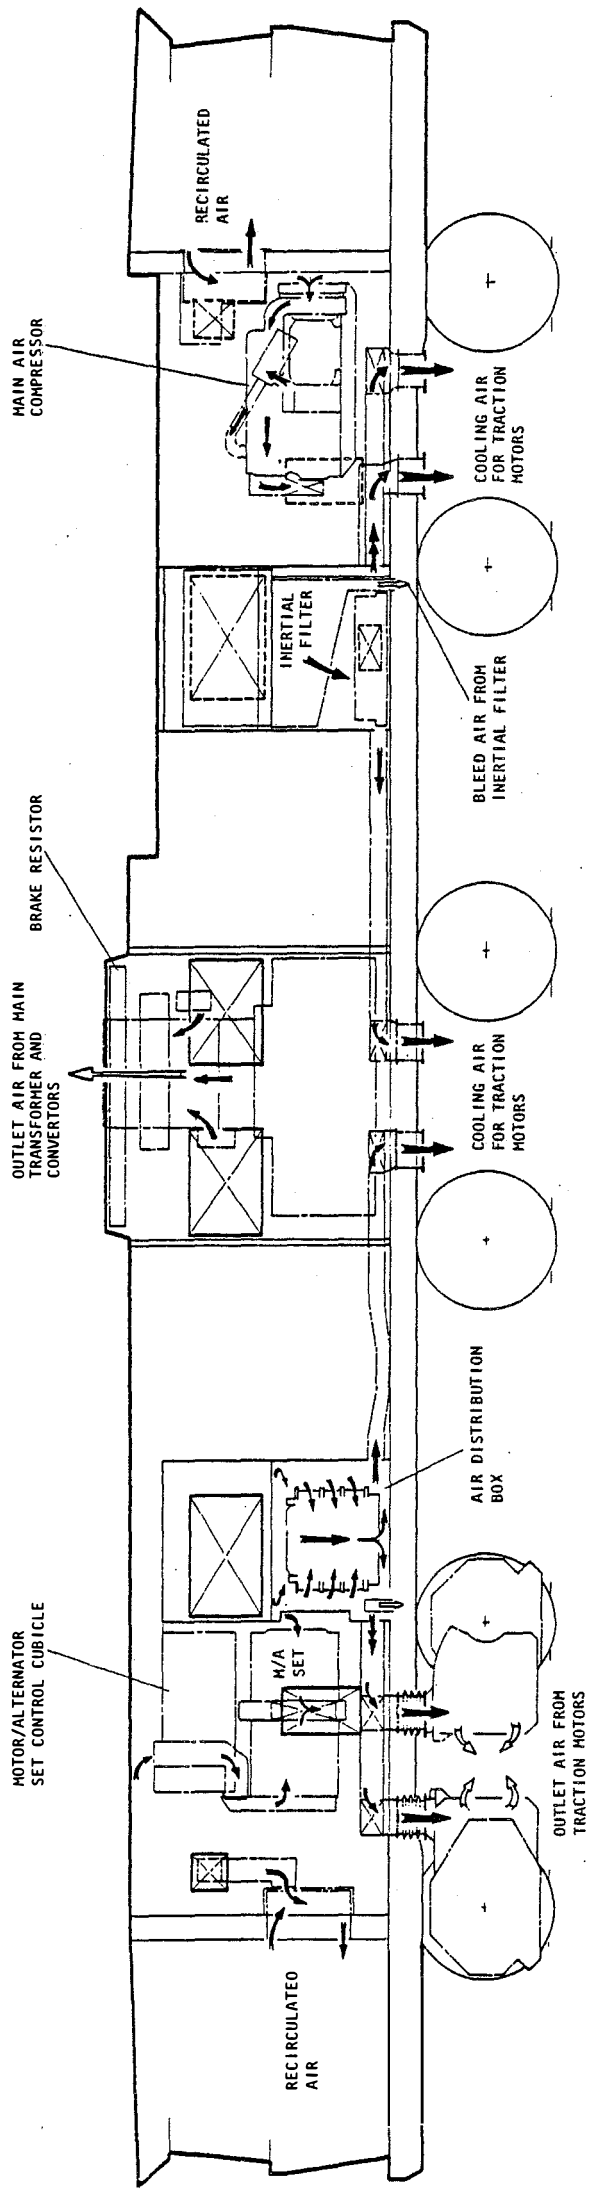 MOTOR/ALTERNATOR
SET CONTROL CUBICLE
OUTLET AIR FROM MAIN
TRANSFORMER AND
CONVERTORS
BRAKE RESISTOR
MAIN AIR
COMPRESSOR
RECIRCULATED
AIR
M/A
SET
INERTIAL
FILTER
RECIRCULATED
AIR
OUTLET AIR FROM
TRACTION MOTORS
AIR DISTRIBUTION
BOX
COOLING AIR
FOR TRACTION
MOTORS
BLEED AIR FROM
INERTIAL FILTER
COOLING AIR
FOR TRACTION
MOTORS